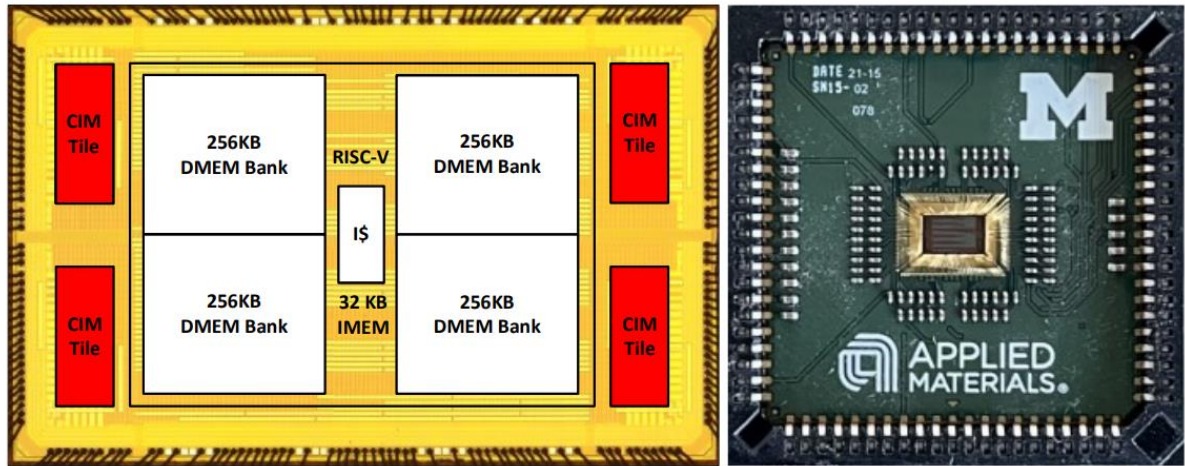 CIM
Tile
256KB
DMEM Bank
RISC-V
256KB
DMEM Bank
CIM
Tile
I$
CIM
Tile
256KB
DMEM Bank
32 KB
IMEM
256KB
DMEM Bank
CIM
Tile
DATE 21-15
SN15- 02
078
M
APPLIED
MATERIALS®